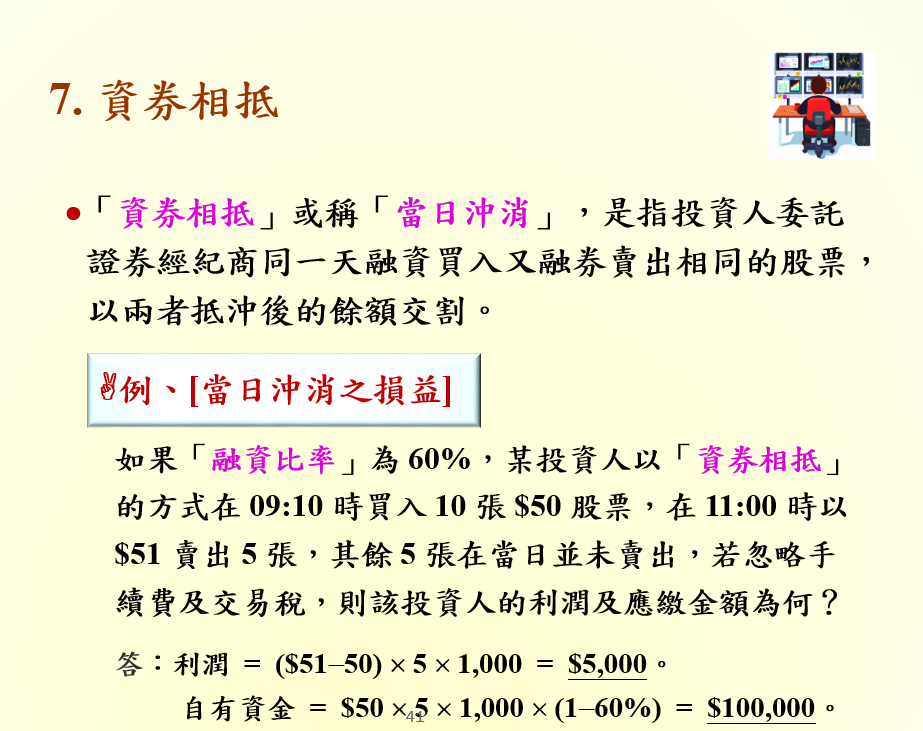 7. 資券相抵
•「資券相抵」或稱「當日沖消」，是指投資人委託
證券經紀商同一天融資買入又融券賣出相同的股票，
以兩者抵沖後的餘額交割。
✌例、[當日沖消之損益]
如果「融資比率」為 60%，某投資人以「資券相抵」
的方式在 09:10 時買入 10 張 $50 股票，在 11:00 時以
$51 賣出 5 張，其餘 5 張在當日並未賣出，若忽略手
續費及交易稅，則該投資人的利潤及應繳金額為何？
答：利潤 = ($51–50) × 5 × 1,000 = $5,000。
自有資金 = $50 × 5 × 1,000 × (1–60%) = $100,000。
41